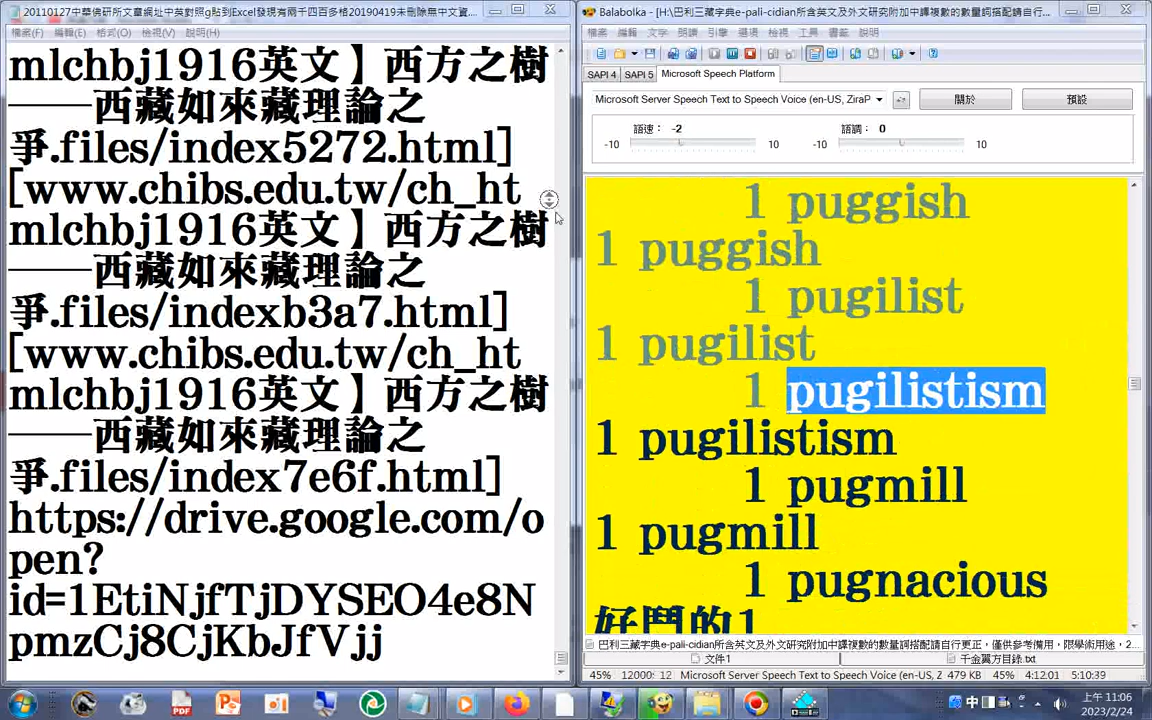 20110127中華佛研所文章網址中英對照g貼到Excel發現有兩千四百多格20190419未刪除無中文資...
檔案(F) 編輯(E) 格式(O) 檢視(V) 說明(H)
mlchbj1916英文】西方之樹
——西藏如來藏理論之
爭.files/index5272.html]
[www.chibs.edu.tw/ch_ht
mlchbj1916英文】西方之樹
——西藏如來藏理論之
爭.files/indexb3a7.html]
[www.chibs.edu.tw/ch_ht
mlchbj1916英文】西方之樹
——西藏如來藏理論之
爭.files/index7e6f.html]
https://drive.google.com/o
pen?
id=1EtiNjfTjDYSEO4e8N
pmzCj8CjKbJfVjj
Balabolka - [H:\巴利三藏字典e-pali-cidian所含英文及外文研究附加中譯複數的數量詞搭配請自行更正,...
檔案 編輯 文字 朗讀 引擎 選項 檢視 工具 書籤 說明
SAPI 4 SAPI 5 Microsoft Speech Platform
Microsoft Server Speech Text to Speech Voice (en-US, ZiraP
關於
預設
語速: -2
語調: 0
-10 10 -10 10
1 puggish
1 puggish
1 pugilist
1 pugilist
1 pugilistism
1 pugilistism
1 pugmill
1 pugmill
1 pugnacious
好鬥的1
巴利三藏字典e-pali-cidian所含英文及外文研究附加中譯複數的數量詞搭配請自行更正，僅供參考備用，限學術用途，2...
文件1 千金翼方目錄.txt
45% 12000: 12 Microsoft Server Speech Text to Speech Voice (en-US, Z 479 KB 45% 4:12:01 5:10:39
中
上午 11:06
2023/2/24